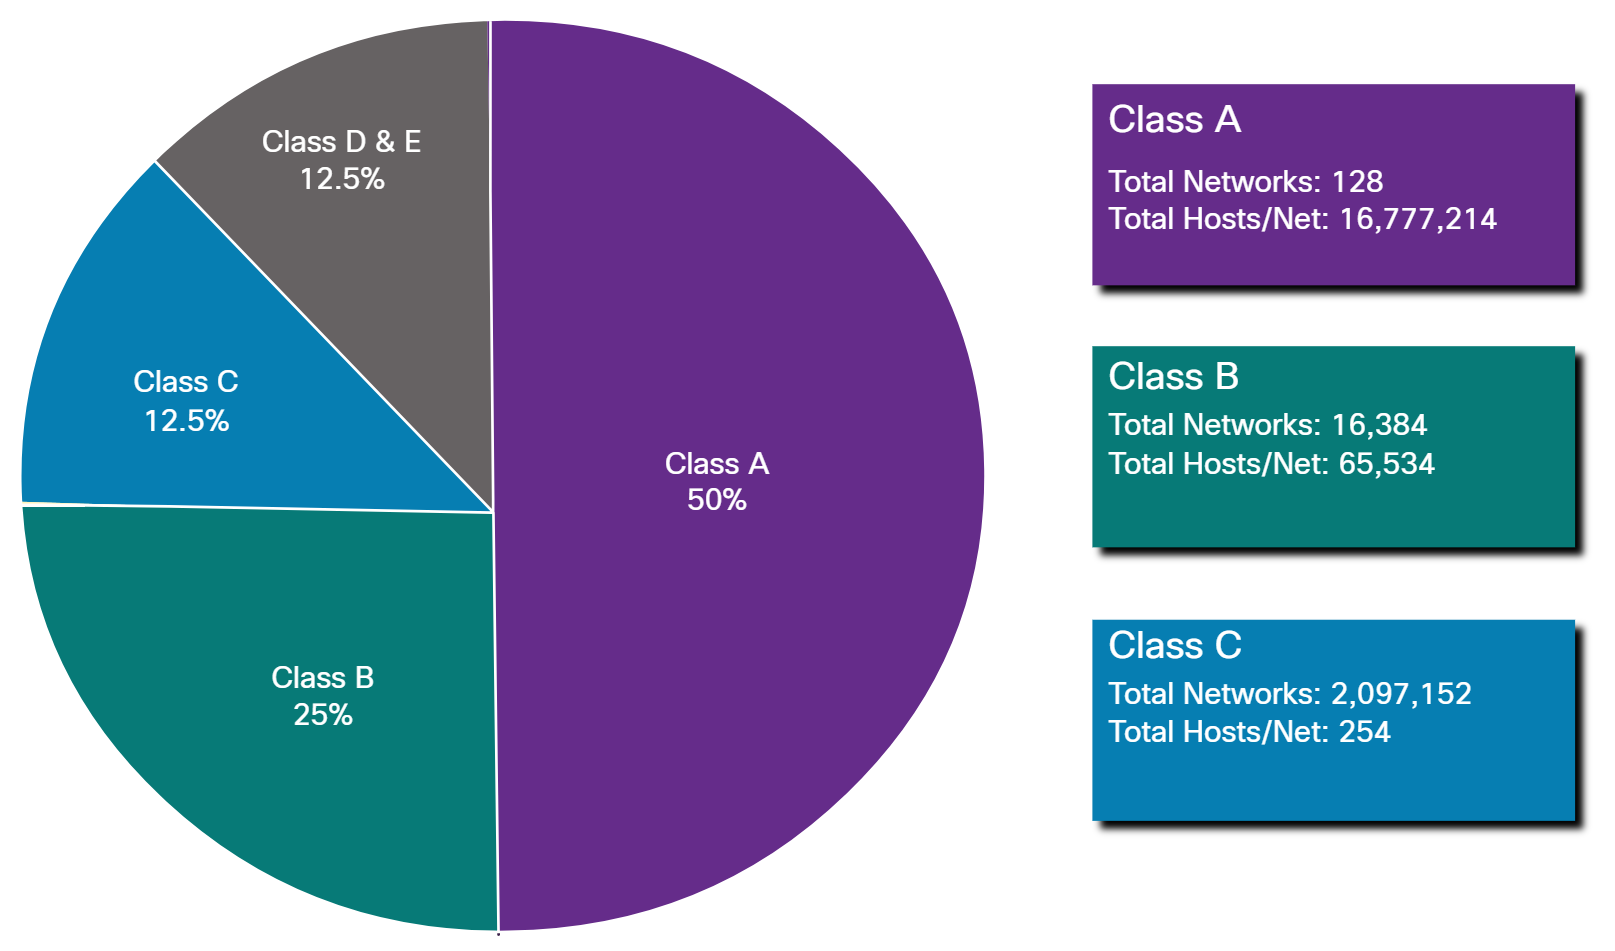 Class D & E
12.5%
Class C
12.5%
Class A
50%
Class B
25%
Class A
Total Networks: 128
Total Hosts/Net: 16,777,214
Class B
Total Networks: 16,384
Total Hosts/Net: 65,534
Class C
Total Networks: 2,097,152
Total Hosts/Net: 254